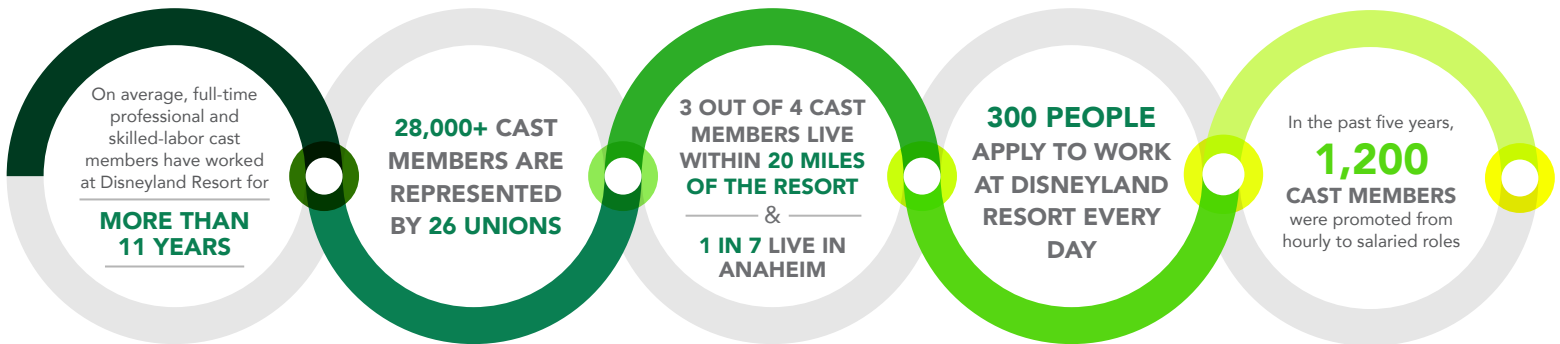 On average, full-time
professional and
skilled-labor cast
members have worked
at Disneyland Resort for
MORE THAN
11 YEARS
28,000+ CAST
MEMBERS ARE
REPRESENTED
BY 26 UNIONS
3 OUT OF 4 CAST
MEMBERS LIVE
WITHIN 20 MILES
OF THE RESORT
&
1 IN 7 LIVE IN
ANAHEIM
300 PEOPLE
APPLY TO WORK
AT DISNEYLAND
RESORT EVERY
DAY
In the past five years,
1,200
CAST MEMBERS
were promoted from
hourly to salaried roles